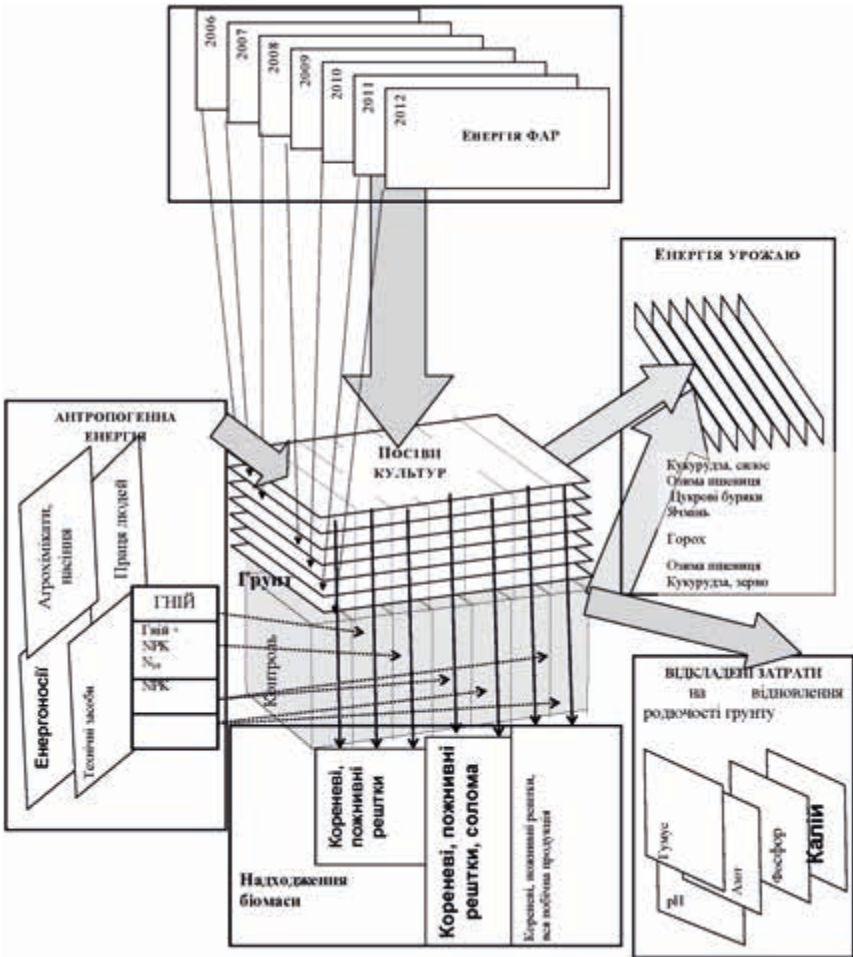 2006
2007
2008
2009
2010
2011
2012
ЕНЕРГІЯ ФАР
ЕНЕРГІЯ УРОЖАЮ
Кукурудза, силос
Озима пшениця
Цукрові буряки
Ячмінь
Горох
Озима пшениця
Кукурудза, зерно
АНТРОПОГЕННА
ЕНЕРГІЯ
Агрохімікати,
насіння
Праця людей
Енергоносії
Технічні засоби
ГНІЙ
Гній +
NPK
NPK
ПОСІВИ
КУЛЬТУР
Грунт
Контроль
ВІДКЛАДЕНІ ЗАТРАТИ
на відновлення
родючості грунту
Гумус
pH
Азот
Фосфор
Калій
Надходження
біомаси
Кореневі,
пожнивні
рештки
Кореневі, пожнивні
рештки, солома
Кореневі, пожнивні рештки,
вся побічна продукція